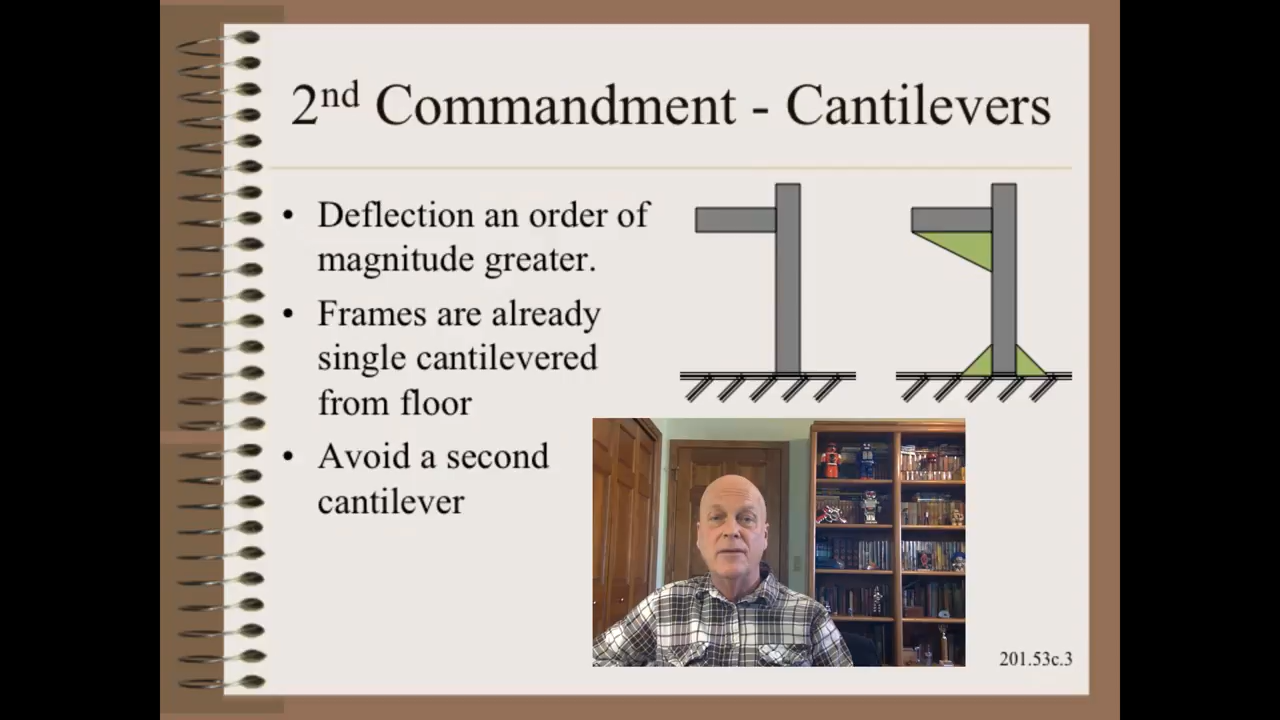 2nd Commandment - Cantilevers
• Deflection an order of
magnitude greater.
• Frames are already
single cantilevered
from floor
• Avoid a second
cantilever
201.53c.3